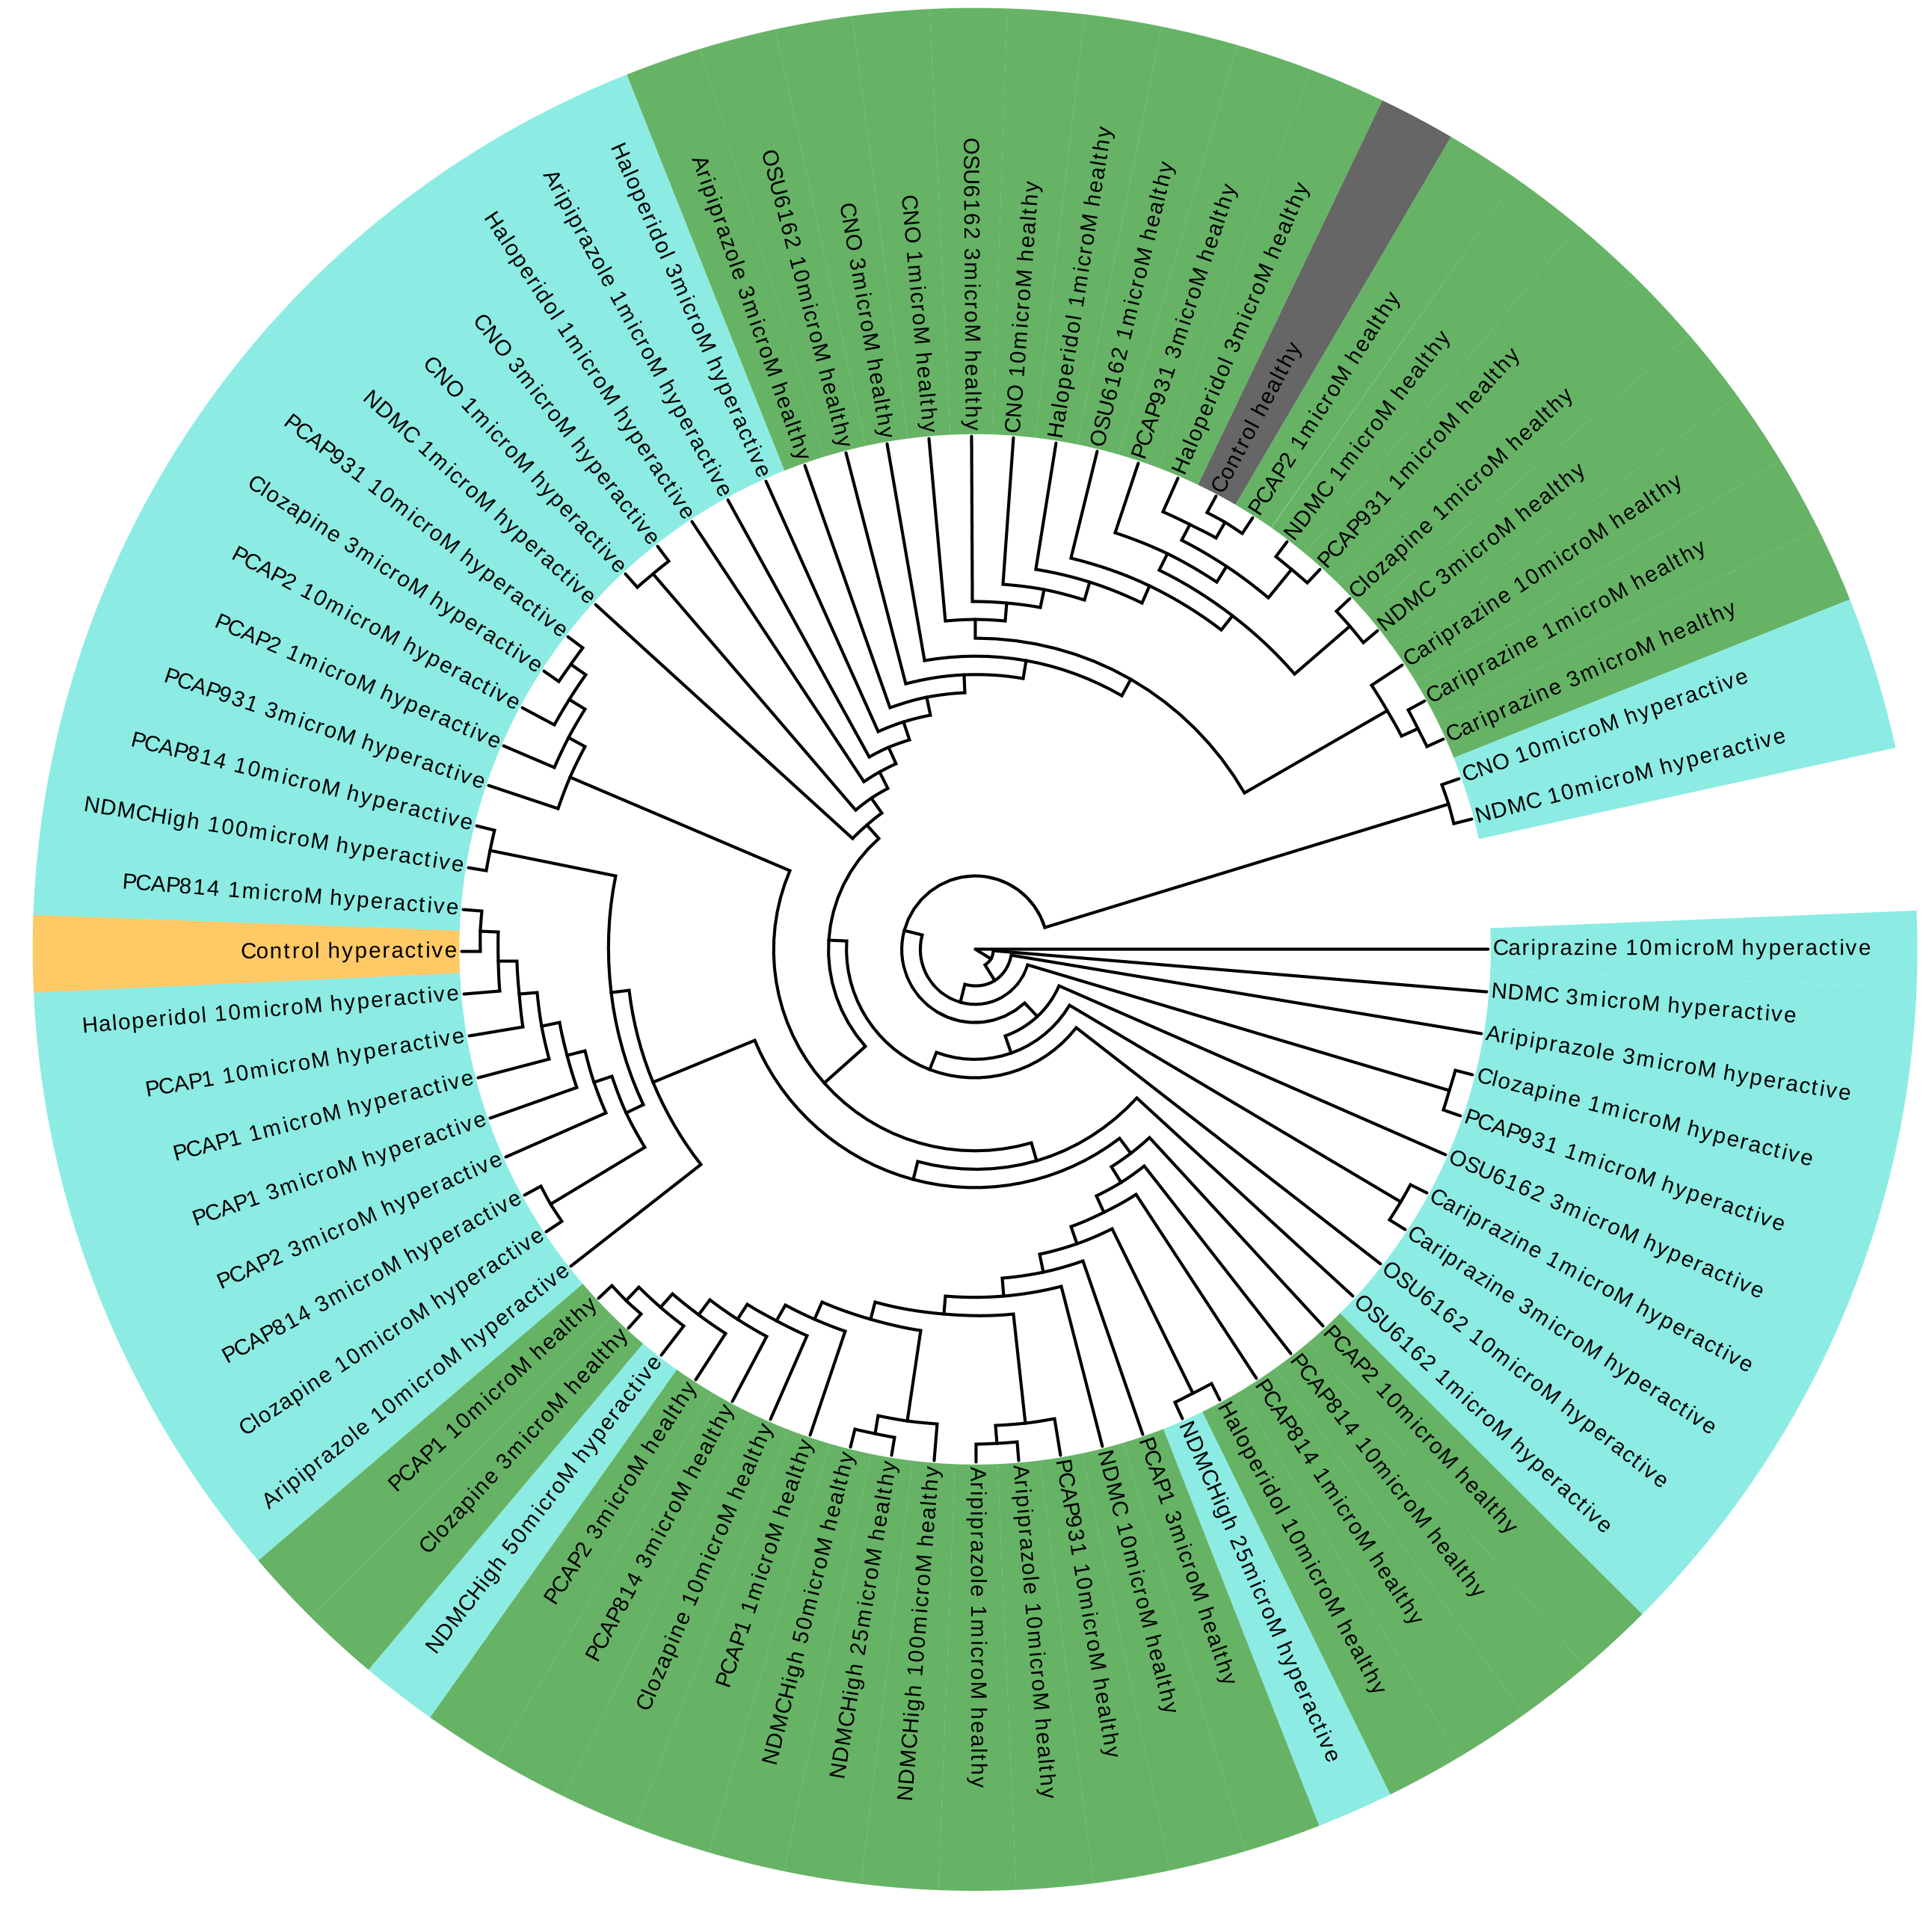 Haloperidol 3microM hyperactive
Aripiprazole 3microM healthy
OSU6162 10microM healthy
CNO 3microM healthy
CNO 1microM healthy
OSU6162 3microM healthy
CNO 10microM healthy
Haloperidol 1microM healthy
OSU6162 1microM healthy
PCAP931 3microM healthy
Haloperidol 3microM healthy
Control healthy
PCAP2 1microM healthy
NDMC 1microM healthy
PCAP931 1microM healthy
Clozapine 1microM healthy
NDMC 3microM healthy
Cariprazine 10microM healthy
Cariprazine 1microM healthy
Cariprazine 3microM healthy
CNO 10microM hyperactive
NDMC 10microM hyperactive
Cariprazine 10microM hyperactive
NDMC 3microM hyperactive
Aripiprazole 3microM hyperactive
Clozapine 1microM hyperactive
PCAP931 1microM hyperactive
OSU6162 3microM hyperactive
Cariprazine 1microM hyperactive
Cariprazine 3microM hyperactive
OSU6162 10microM hyperactive
OSU6162 1microM hyperactive
PCAP2 10microM healthy
PCAP814 10microM healthy
PCAP814 1microM healthy
Haloperidol 10microM healthy
NDMCHigh 25microM hyperactive
PCAP1 3microM healthy
NDMC 10microM healthy
PCAP931 10microM healthy
Aripiprazole 10microM healthy
Aripiprazole 1microM healthy
NDMCHigh 100microM healthy
NDMCHigh 25microM healthy
NDMCHigh 50microM healthy
PCAP1 1microM healthy
Clozapine 10microM healthy
PCAP814 3microM healthy
PCAP2 3microM healthy
NDMCHigh 50microM hyperactive
Clozapine 3microM healthy
PCAP1 10microM healthy
Aripiprazole 10microM hyperactive
Clozapine 10microM hyperactive
PCAP814 3microM hyperactive
PCAP2 3microM hyperactive
PCAP1 3microM hyperactive
PCAP1 1microM hyperactive
PCAP1 10microM hyperactive
Haloperidol 10microM hyperactive
Control hyperactive
PCAP814 1microM hyperactive
NDMCHigh 100microM hyperactive
PCAP814 10microM hyperactive
PCAP931 3microM hyperactive
PCAP2 1microM hyperactive
PCAP2 10microM hyperactive
Clozapine 3microM hyperactive
PCAP931 10microM hyperactive
NDMC 1microM hyperactive
CNO 1microM hyperactive
CNO 3microM hyperactive
Haloperidol 1microM hyperactive
Aripiprazole 1microM hyperactive